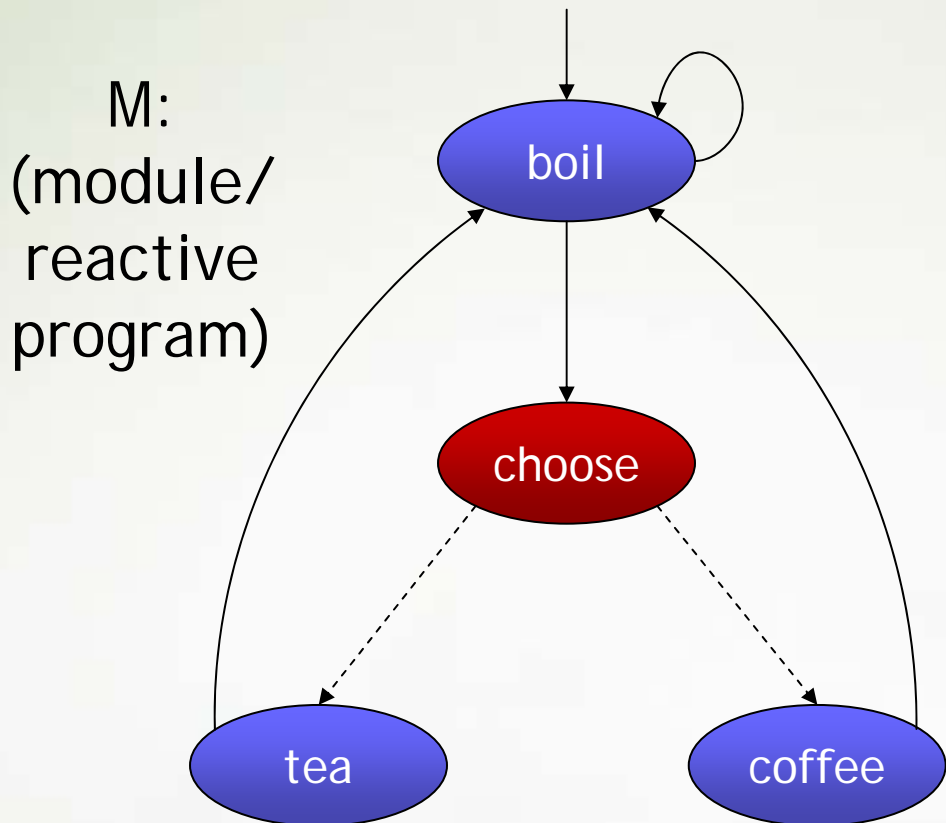 M:
(module/
reactive
program)
boil
choose
tea
coffee